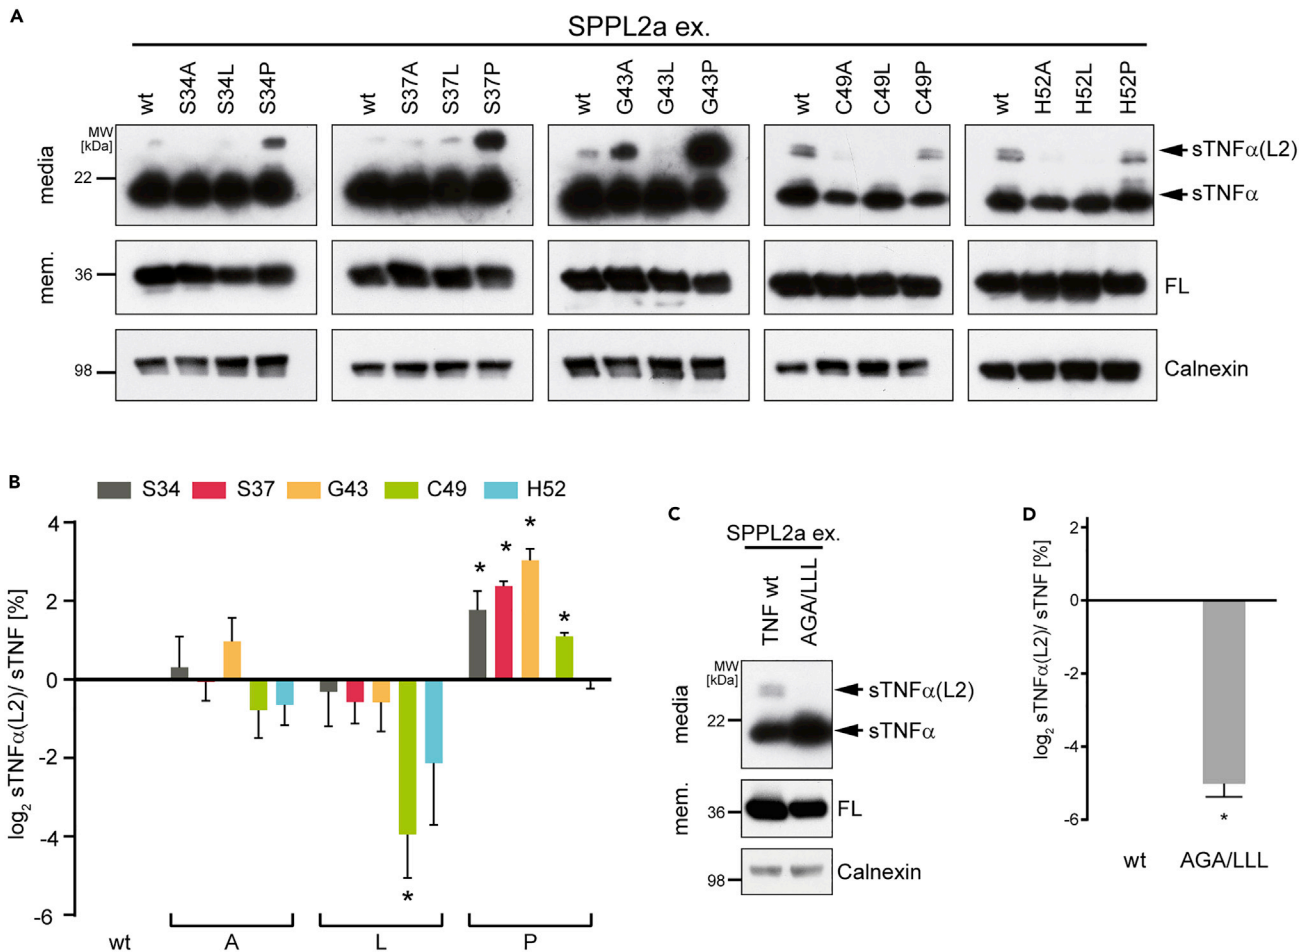 A
SPPL2a ex.
wt S34A S34L S34P wt S37A S37L S37P wt G43A G43L G43P wt C49A C49L C49P wt H52A H52L H52P
MW
[kDa]
media
22
sTNFα(L2)
sTNFα
mem.
36
FL
98
Calnexin
B
S34 S37 G43 C49 H52
log2 sTNFα(L2)/ sTNF [%]
4
2
0
-2
-4
-6
* * * *
*
wt A L P
C
SPPL2a ex.
TNF wt AGA/LLL
MW
[kDa]
media
22
sTNFα(L2)
sTNFα
mem.
36
FL
98
Calnexin
D
log2 sTNFα(L2)/ sTNF [%]
2
0
-2
-4
-6
*
wt AGA/LLL